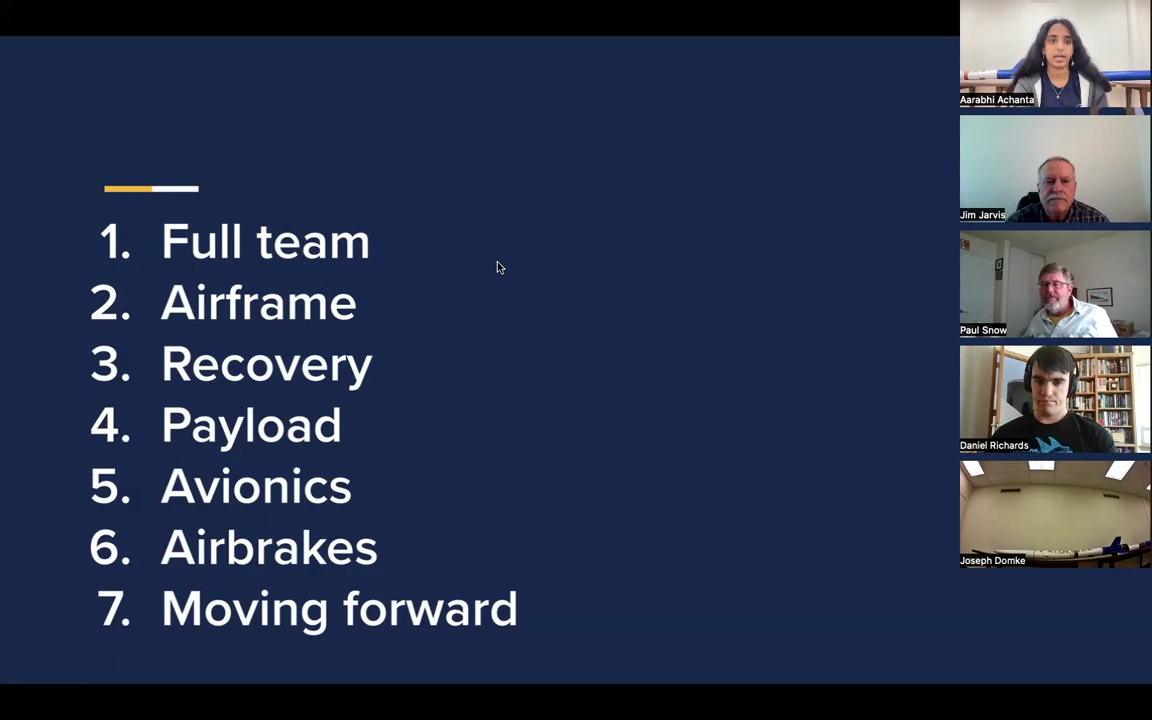 1. Full team
2. Airframe
3. Recovery
4. Payload
5. Avionics
6. Airbrakes
7. Moving forward
Aarabhi Achanta
Jim Jarvis
Paul Snow
Daniel Richards
Joseph Domke